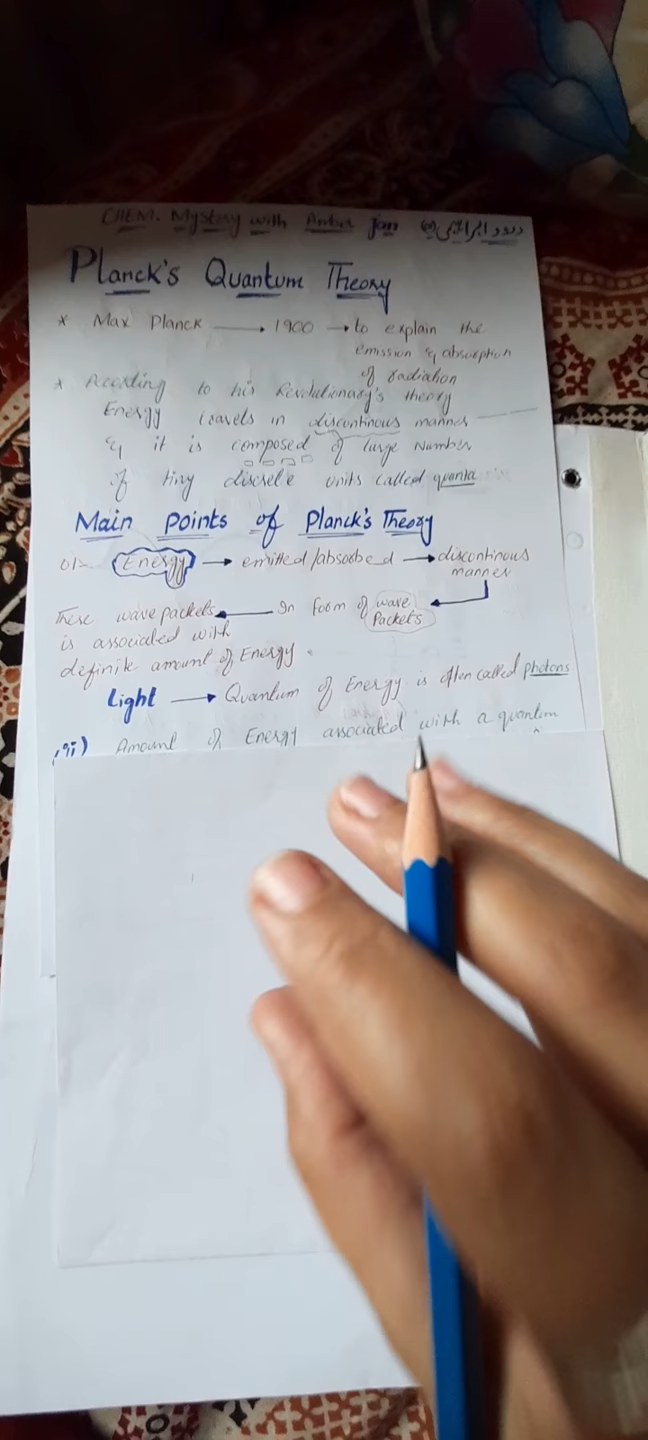 CHEM. Mystery with Amber jan
Planck's Quantum Theory
* Max Planck → 1900 → to explain the
emission & absorption
of radiation
* According to his Revolutionary's theory
Energy travels in discontinous manner
& it is composed of large Number
of tiny discrete units called quanta
Main points of Planck's Theory
01:- Energy → emitted/absorbed → discontinous
manner
These wave packets ← In Form of wave
Packets
is associated with
definite amount of Energy.
Light → Quantum of Energy is often called photons
(ii) Amount of Energy associated with a quantum